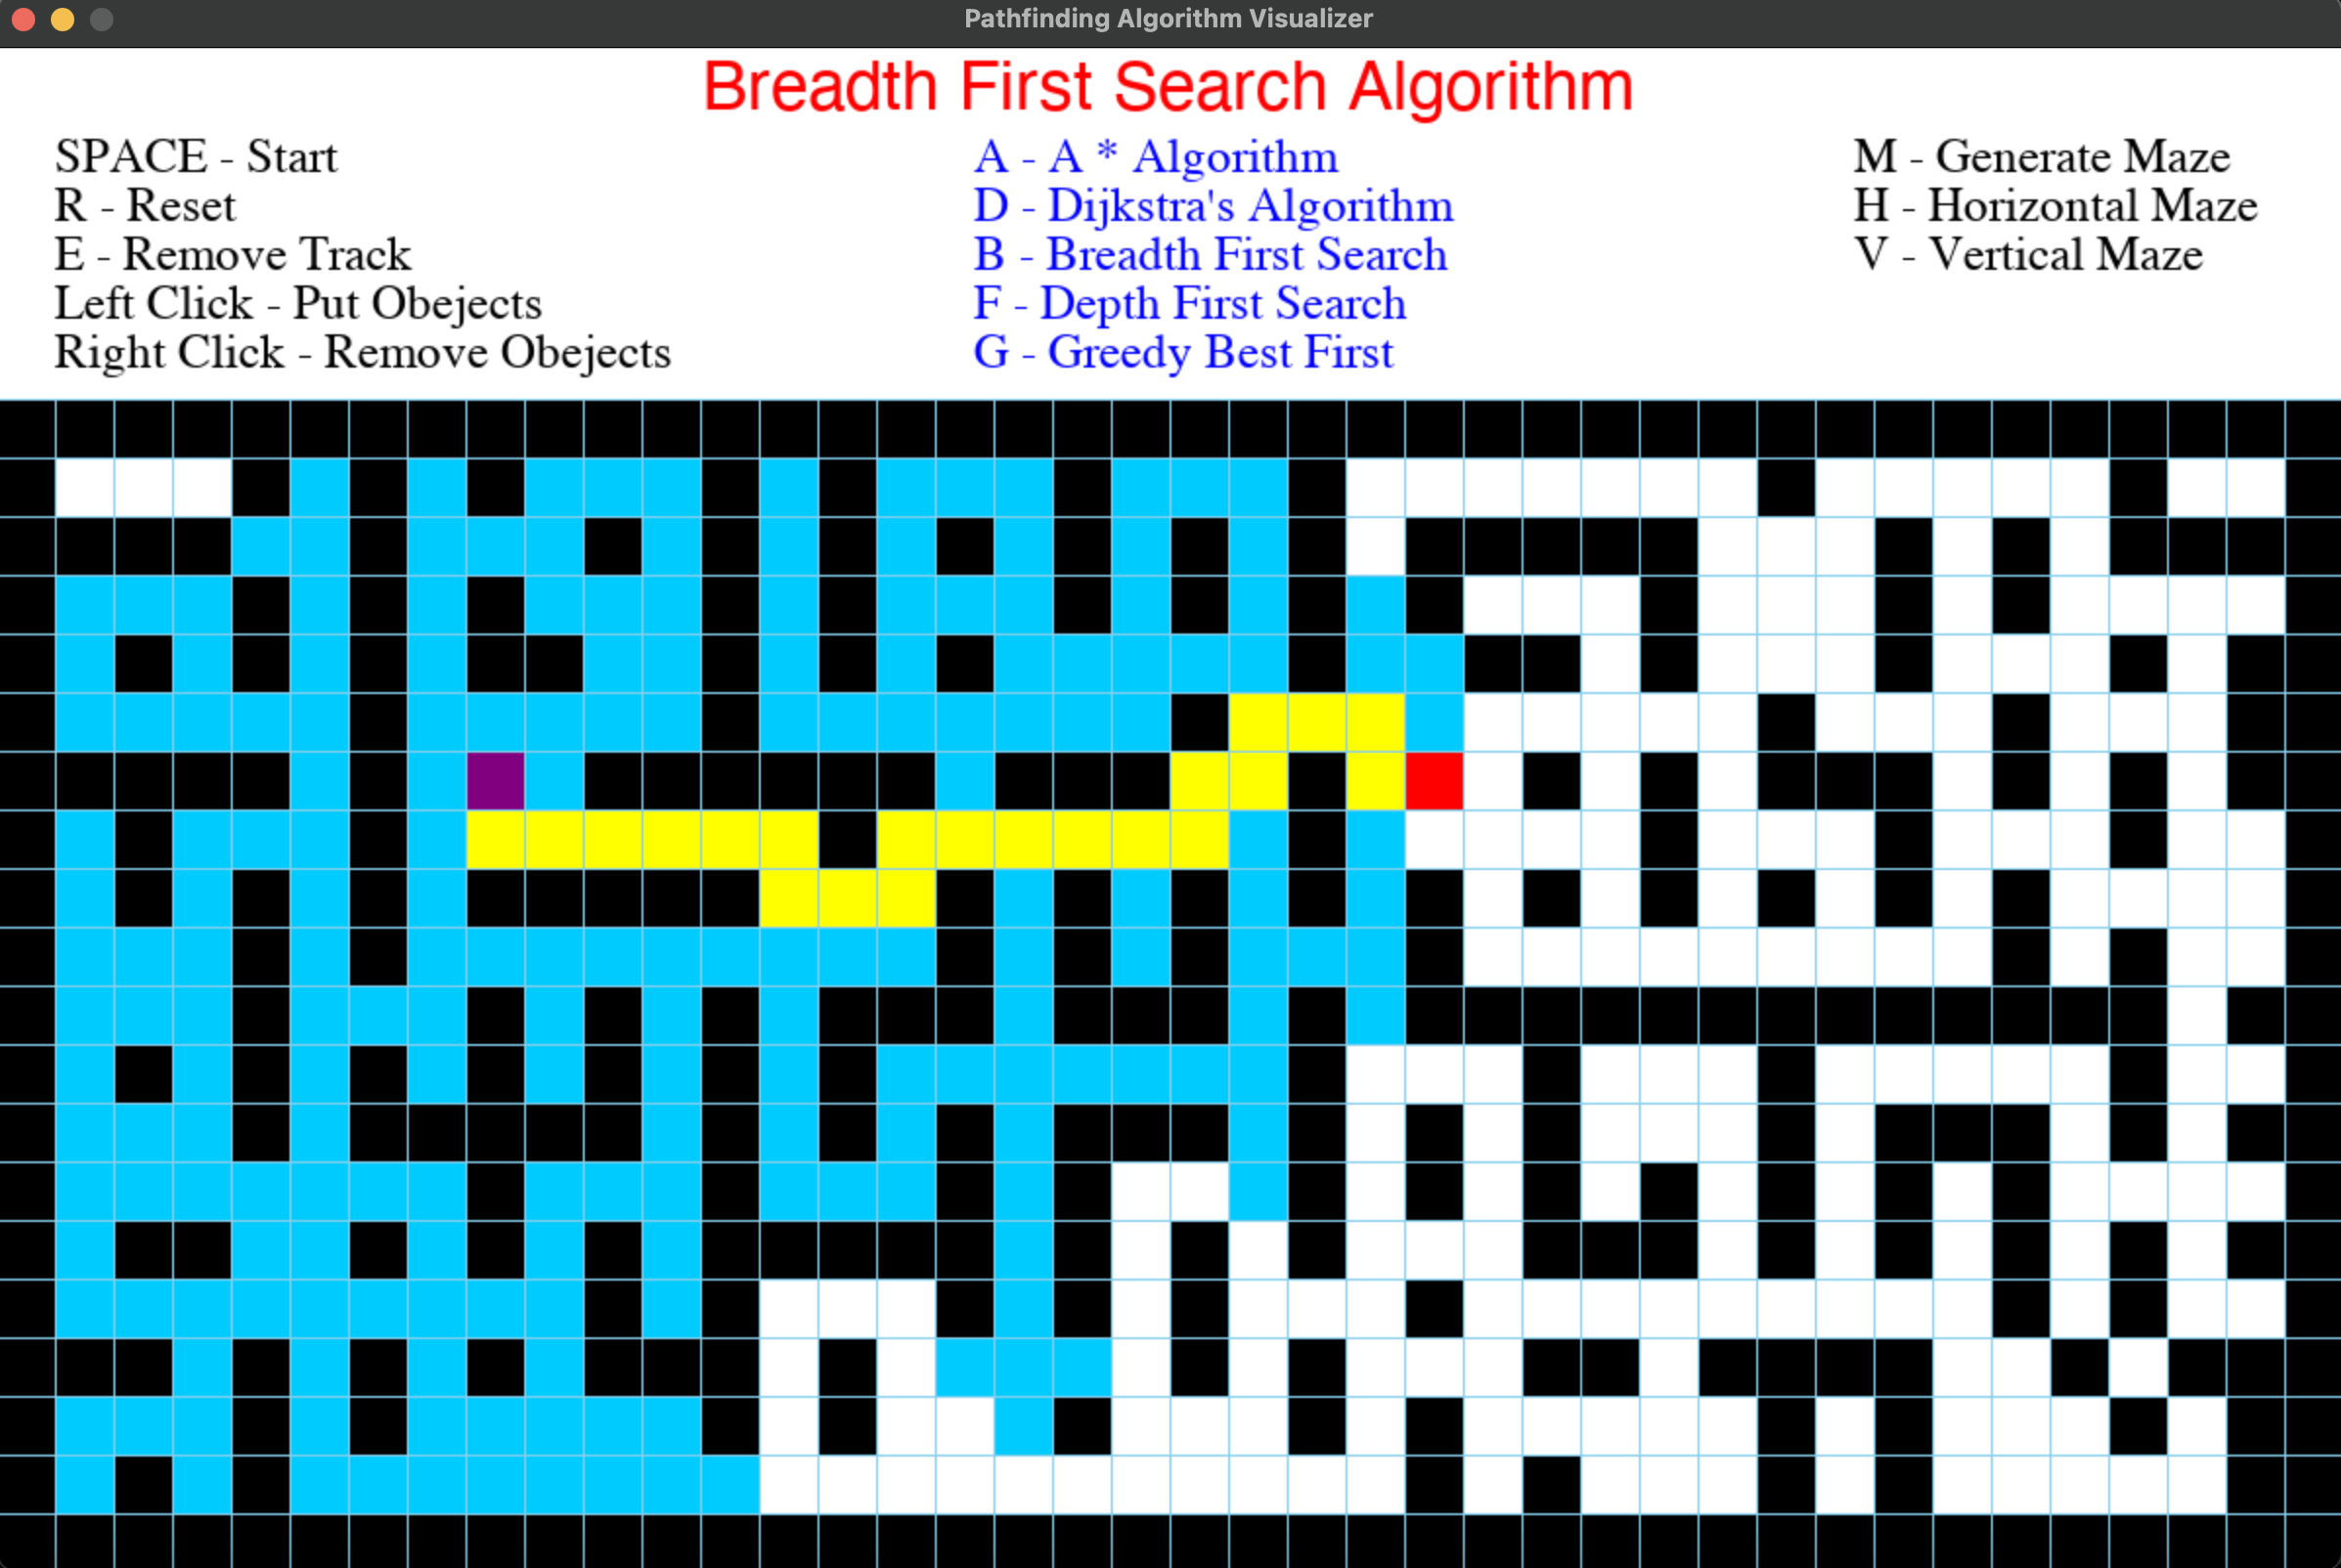 Pathfinding Algorithm Visualizer
Breadth First Search Algorithm
SPACE - Start
R - Reset
E - Remove Track
Left Click - Put Obejects
Right Click - Remove Obejects
A - A * Algorithm
D - Dijkstra's Algorithm
B - Breadth First Search
F - Depth First Search
G - Greedy Best First
M - Generate Maze
H - Horizontal Maze
V - Vertical Maze